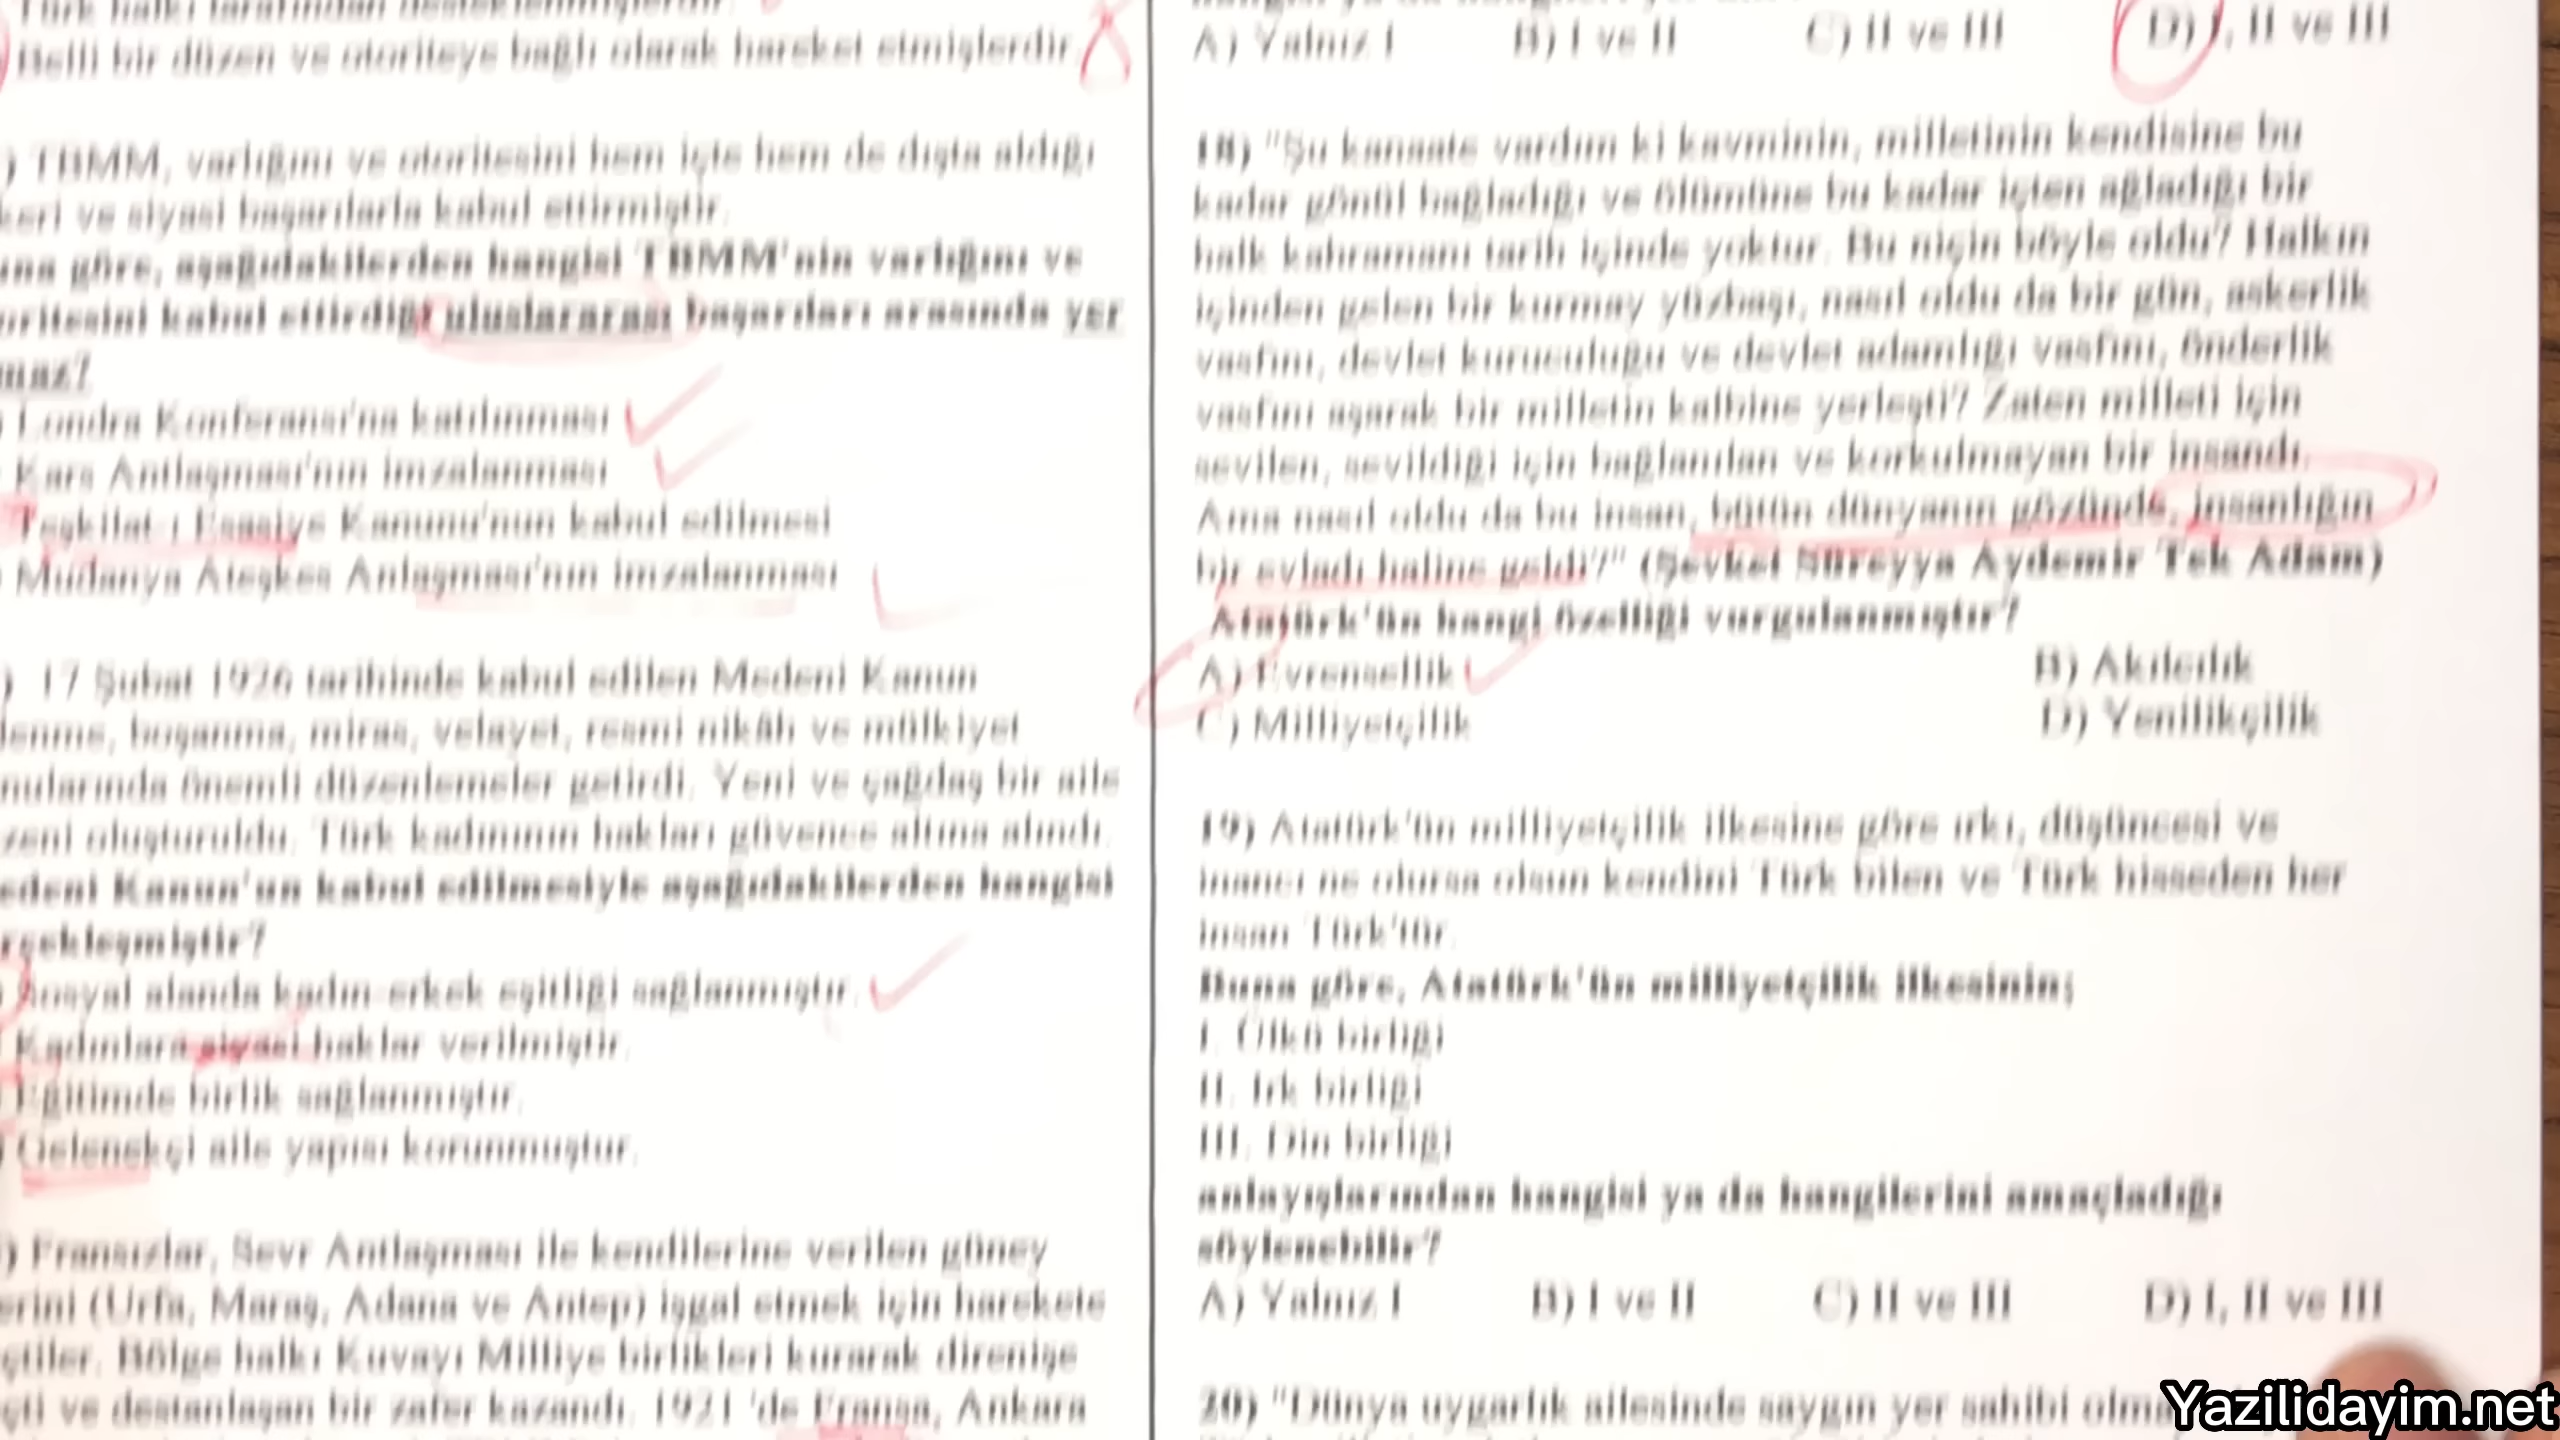 Türk halkı tarafından desteklenmişlerdir.
Belli bir düzen ve otoriteye bağlı olarak hareket etmişlerdir
) TBMM, varlığını ve otoritesini hem içte hem de dışta aldığı
keri ve siyasi başarılarla kabul ettirmiştir.
una göre, aşağıdakilerden hangisi TBMM'nin varlığını ve
oritesini kabul ettirdiği uluslararası başarıları arasında yer
maz?
Londra Konferansı'na katılınması
Kars Antlaşması'nın imzalanması
Teşkilat ı Esasiye Kanunu'nun kabul edilmesi
Mudanya Ateşkes Anlaşması'nın imzalanması
) 17 Şubat 1926 tarihinde kabul edilen Medeni Kanun
lenme, boşanma, miras, velayet, resmi nikâh ve mülkiyet
nularında önemli düzenlemeler getirdi. Yeni ve çağdaş bir aile
zeni oluşturuldu. Türk kadınının hakları güvence altına alındı.
edeni Kanun'un kabul edilmesiyle aşağıdakilerden hangisi
rçekleşmiştir?
) Sosyal alanda kadın erkek eşitliği sağlanmıştır.
Kadınlara siyasi haklar verilmiştir.
Eğitimde birlik sağlanmıştır.
) Gelenekçi aile yapısı korunmuştur.
) Fransızlar, Sevr Antlaşması ile kendilerine verilen güney
erini (Urfa, Maraş, Adana ve Antep) işgal etmek için harekete
çtiler. Bölge halkı Kuvayı Milliye birlikleri kurarak direnişe
çti ve destanlaşan bir zafer kazandı. 1921 'de Fransa, Ankara
A) Yalnız I B) I ve II C) II ve III D) I, II ve III
18) "Şu kanaate vardım ki kavminin, milletinin kendisine bu
kadar gönül bağladığı ve ölümüne bu kadar içten ağladığı bir
halk kahramanı tarih içinde yoktur. Bu niçin böyle oldu? Halkın
içinden gelen bir kurmay yüzbaşı, nasıl oldu da bir gün, askerlik
vasfını, devlet kuruculuğu ve devlet adamlığı vasfını, önderlik
vasfını aşarak bir milletin kalbine yerleşti? Zaten milleti için
sevilen, sevildiği için bağlanılan ve korkulmayan bir insandı.
Ama nasıl oldu da bu insan, bütün dünyanın gözünde, insanlığın
bir evladı haline geldi?" (Şevket Süreyya Aydemir Tek Adam)
Atatürk'ün hangi özelliği vurgulanmıştır?
A) Evrensellik B) Akılcılık
C) Milliyetçilik D) Yenilikçilik
19) Atatürk'ün milliyetçilik ilkesine göre ırkı, düşüncesi ve
inancı ne olursa olsun kendini Türk bilen ve Türk hisseden her
insan Türk'tür.
Buna göre, Atatürk'ün milliyetçilik ilkesinin;
I. Ülkü birliği
II. Irk birliği
III. Din birliği
anlayışlarından hangisi ya da hangilerini amaçladığı
söylenebilir?
A) Yalnız I B) I ve II C) II ve III D) I, II ve III
20) "Dünya uygarlık ailesinde saygın yer sahibi olma
Yazilidayim.net